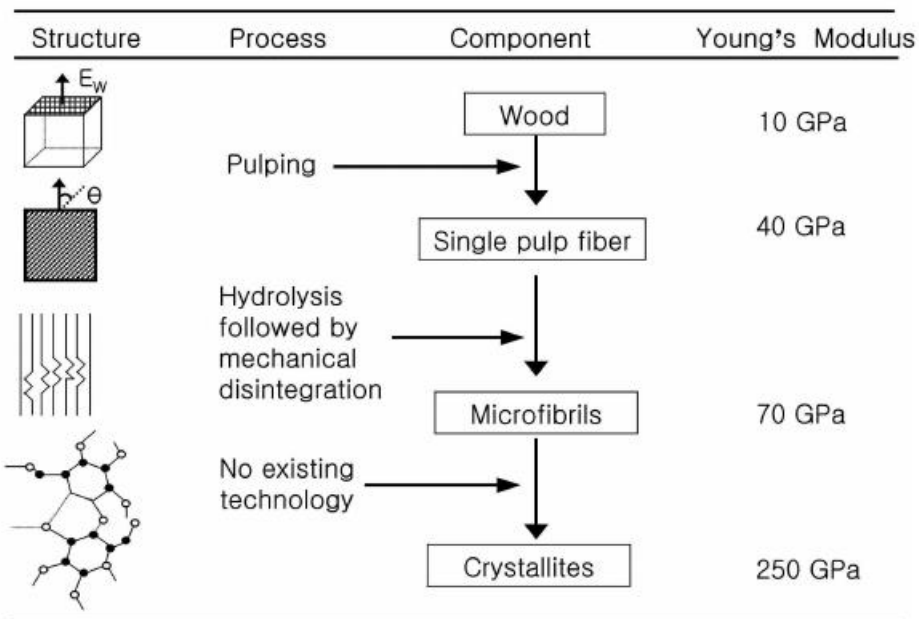 Structure Process Component Young's Modulus
E_W
Wood
10 GPa
Pulping
θ
Single pulp fiber
40 GPa
Hydrolysis
followed by
mechanical
disintegration
Microfibrils
70 GPa
No existing
technology
Crystallites
250 GPa